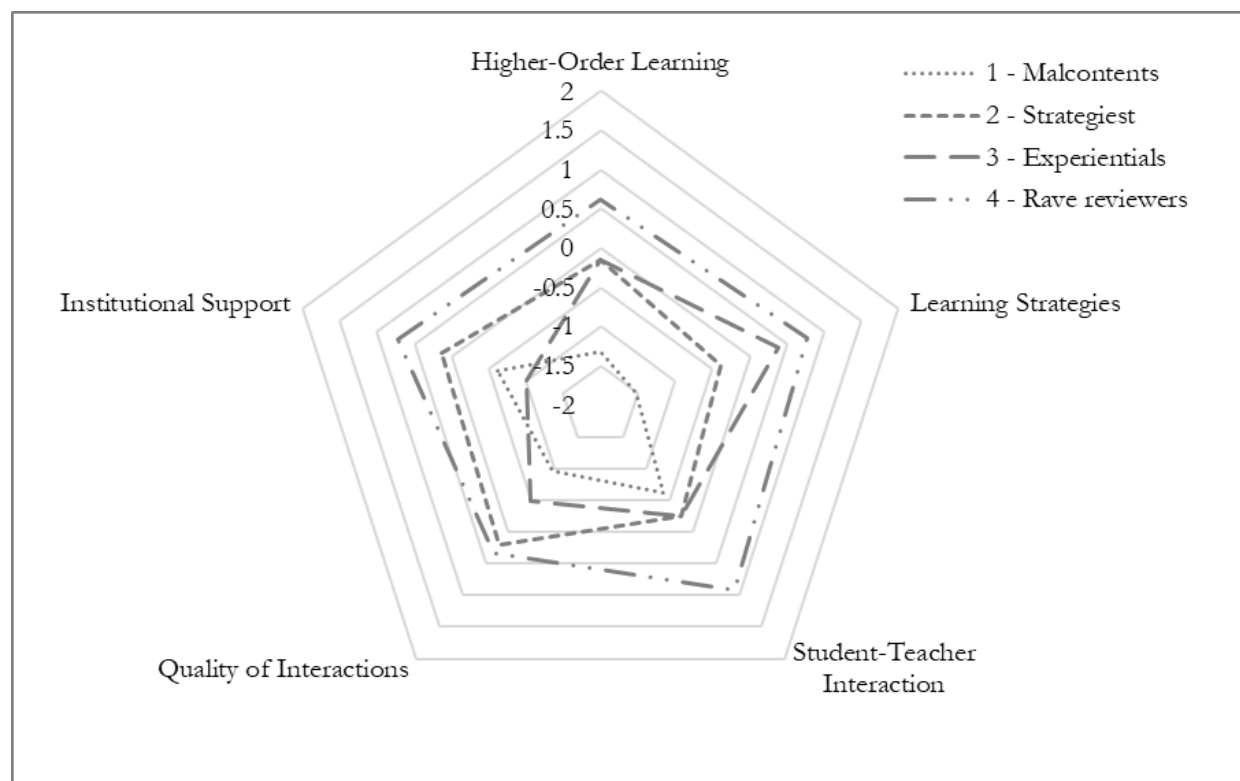 Higher-Order Learning
2
1.5
1
0.5
0
-0.5
-1
-1.5
-2
1 - Malcontents
2 - Strategiest
3 - Experientials
4 - Rave reviewers
Institutional Support
Learning Strategies
Quality of Interactions
Student-Teacher
Interaction